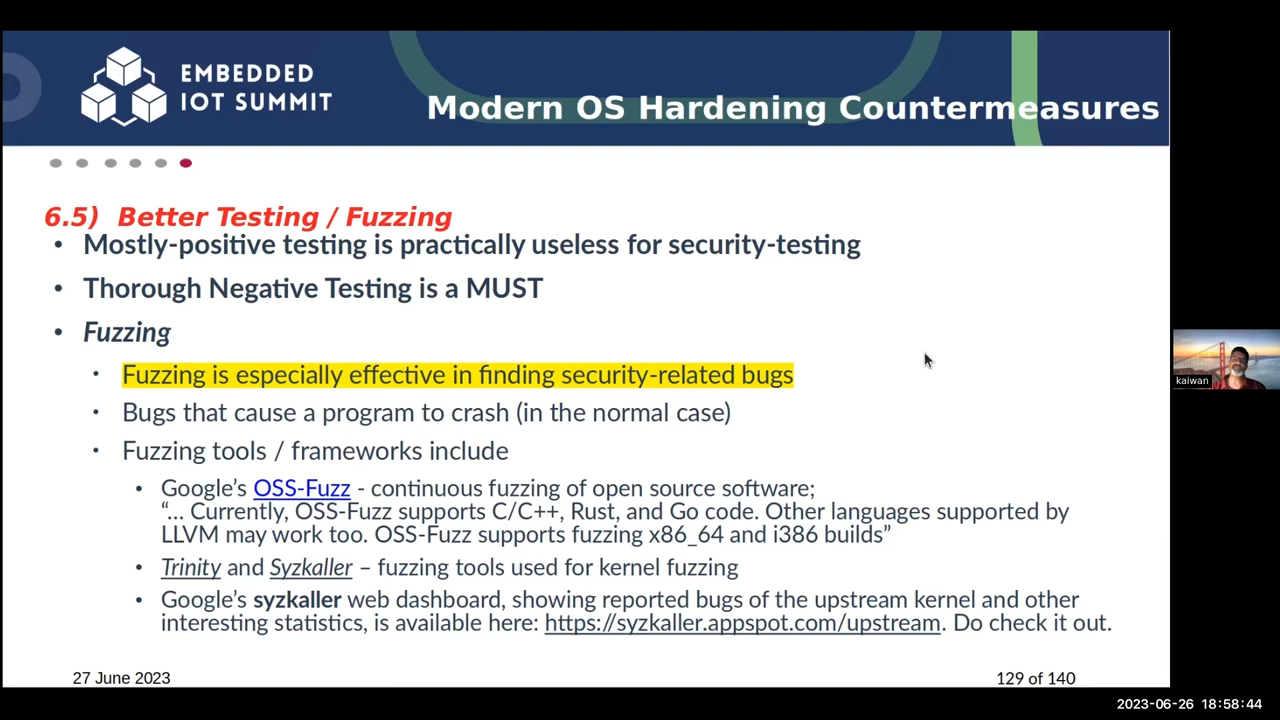 EMBEDDED
IOT SUMMIT
Modern OS Hardening Countermeasures
6.5) Better Testing / Fuzzing
• Mostly-positive testing is practically useless for security-testing
• Thorough Negative Testing is a MUST
• Fuzzing
• Fuzzing is especially effective in finding security-related bugs
• Bugs that cause a program to crash (in the normal case)
• Fuzzing tools / frameworks include
• Google’s OSS-Fuzz - continuous fuzzing of open source software;
“... Currently, OSS-Fuzz supports C/C++, Rust, and Go code. Other languages supported by
LLVM may work too. OSS-Fuzz supports fuzzing x86_64 and i386 builds”
• Trinity and Syzkaller – fuzzing tools used for kernel fuzzing
• Google’s syzkaller web dashboard, showing reported bugs of the upstream kernel and other
interesting statistics, is available here: https://syzkaller.appspot.com/upstream. Do check it out.
kaiwan
27 June 2023
129 of 140
2023-06-26 18:58:44